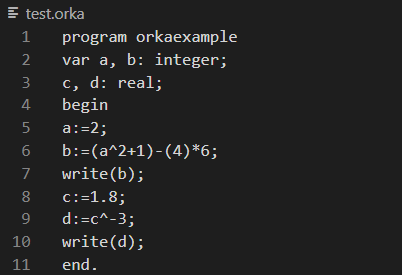 test.orka
1 program orkaexample
2 var a, b: integer;
3 c, d: real;
4 begin
5 a:=2;
6 b:=(a^2+1)-(4)*6;
7 write(b);
8 c:=1.8;
9 d:=c^-3;
10 write(d);
11 end.